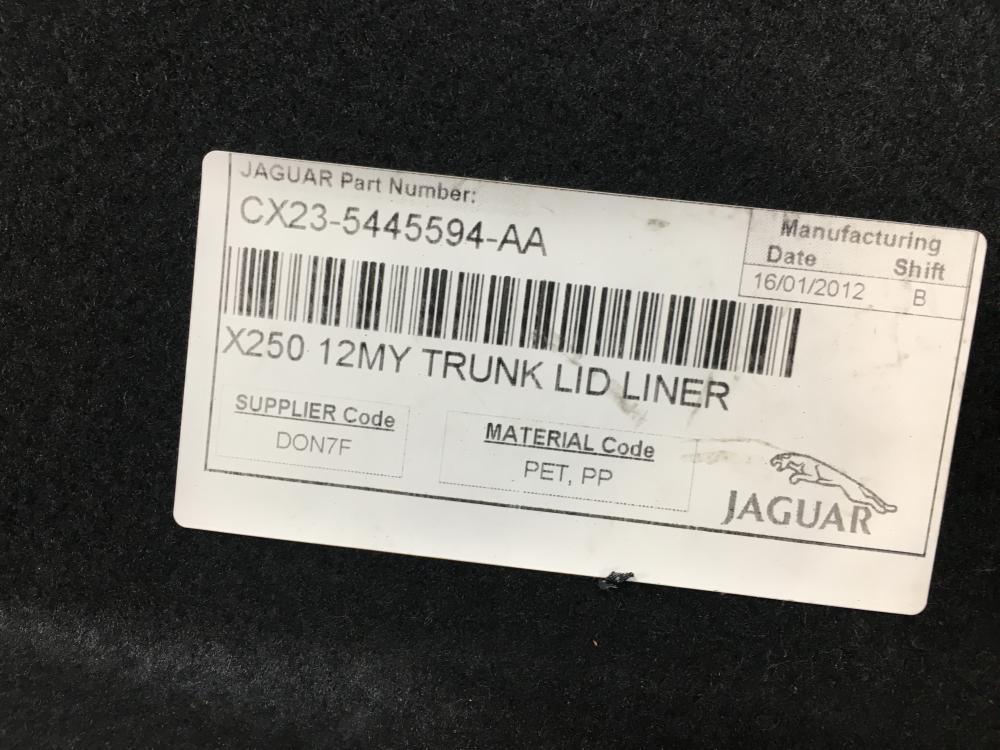 JAGUAR Part Number:
CX23-5445594-AA
Manufacturing
Date Shift
16/01/2012 B
X250 12MY TRUNK LID LINER
SUPPLIER Code
DON7F
MATERIAL Code
PET, PP
JAGUAR